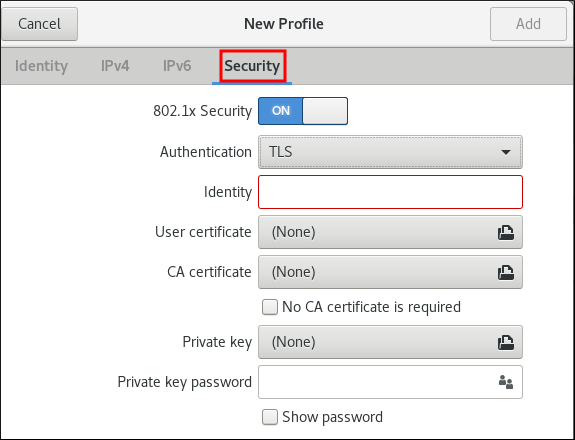 Cancel New Profile Add
Identity IPv4 IPv6 Security
802.1x Security ON
Authentication TLS
Identity
User certificate (None)
CA certificate (None)
No CA certificate is required
Private key (None)
Private key password
Show password